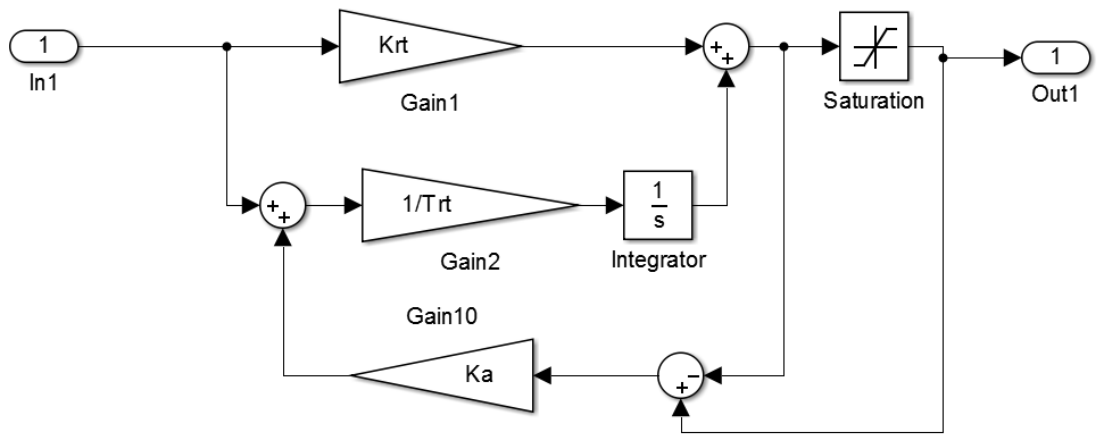 1
In1
Krt
Gain1
+
+
Saturation
1
Out1
+
+
1/Trt
Gain2
1
s
Integrator
Gain10
Ka
−
+